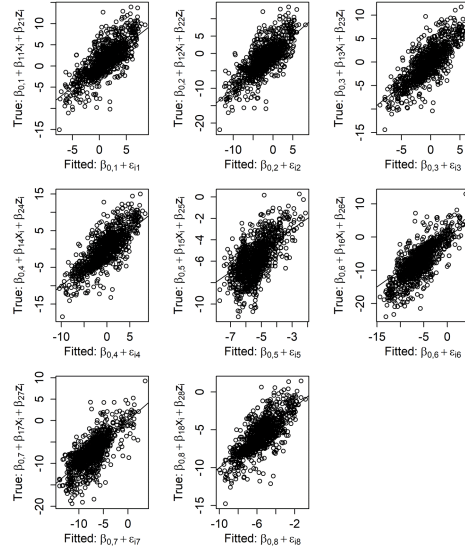 True: β₀,₁ + β₁₁xᵢ + β₂₁zᵢ
10
5
0
-5
-15
-5 0 5
Fitted: β₀,₁ + εᵢ₁
True: β₀,₂ + β₁₂xᵢ + β₂₂zᵢ
5
0
-5
-10
-20
-10 -5 0 5
Fitted: β₀,₂ + εᵢ₂
True: β₀,₃ + β₁₃xᵢ + β₂₃zᵢ
10
5
0
-5
-15
-5 0 5
Fitted: β₀,₃ + εᵢ₃
True: β₀,₄ + β₁₄xᵢ + β₂₄zᵢ
15
5
-5
-15
-10 -5 0 5
Fitted: β₀,₄ + εᵢ₄
True: β₀,₅ + β₁₅xᵢ + β₂₅zᵢ
0
-2
-4
-6
-10
-7 -5 -3
Fitted: β₀,₅ + εᵢ₅
True: β₀,₆ + β₁₆xᵢ + β₂₆zᵢ
-10
-20
-15 -5 0
Fitted: β₀,₆ + εᵢ₆
True: β₀,₇ + β₁₇xᵢ + β₂₇zᵢ
10
5
0
-10
-20
-10 -5 0
Fitted: β₀,₇ + εᵢ₇
True: β₀,₈ + β₁₈xᵢ + β₂₈zᵢ
0
-5
-10
-15
-10 -6 -4 -2
Fitted: β₀,₈ + εᵢ₈